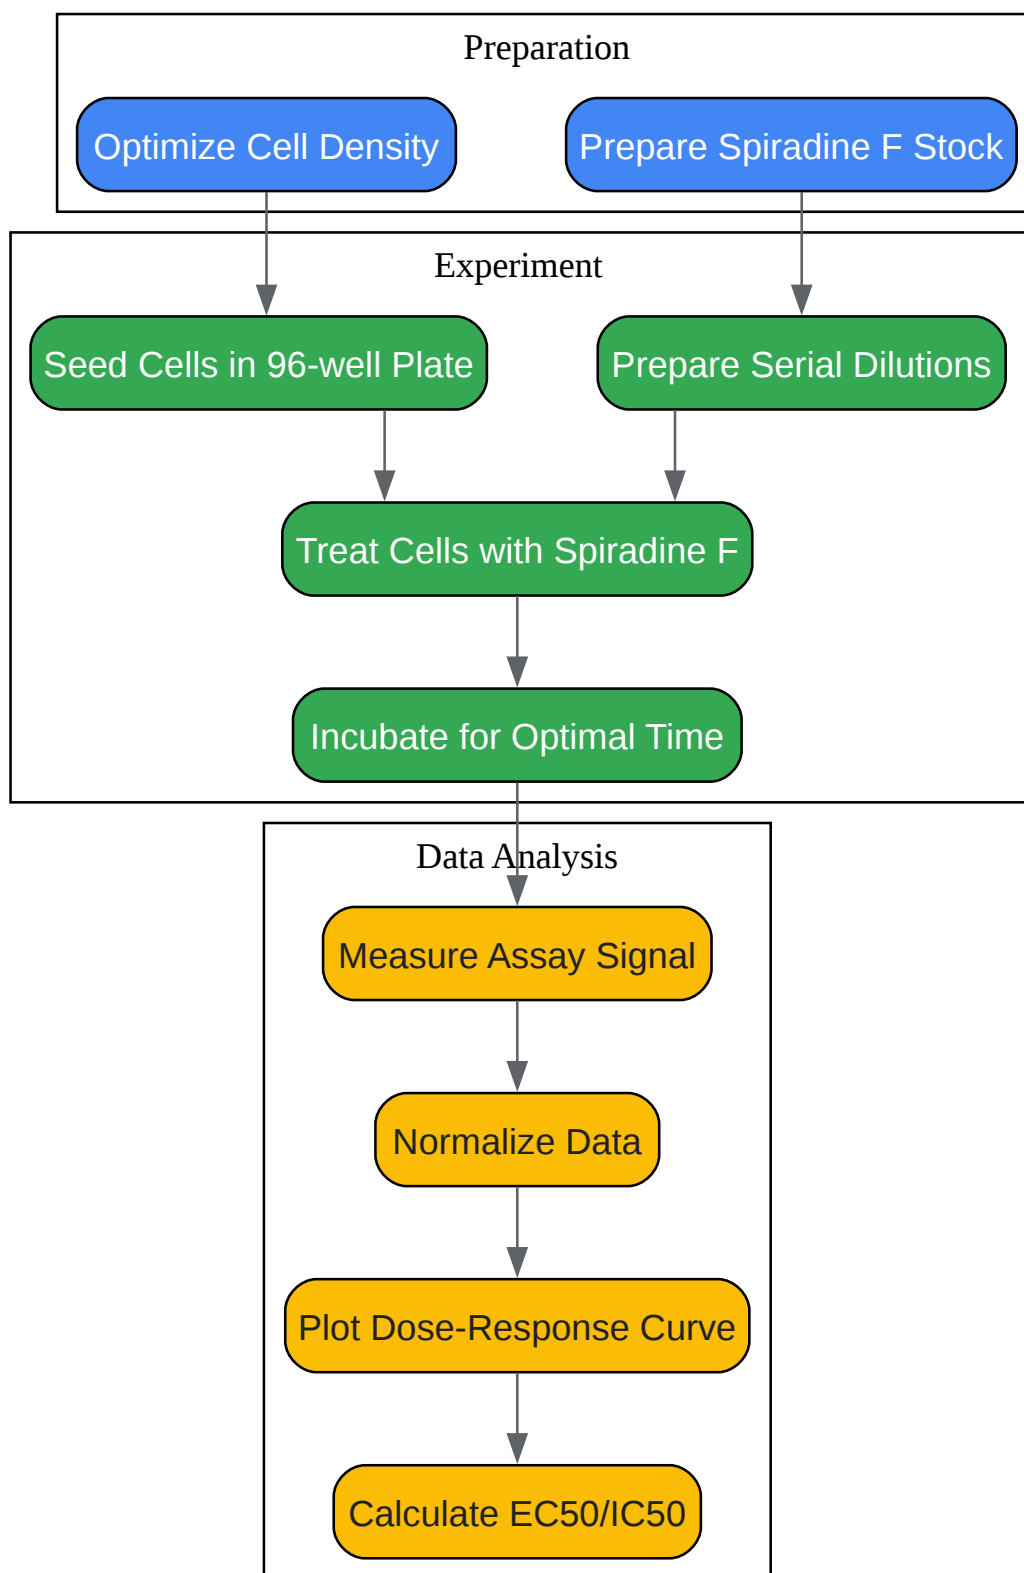 Preparation
Optimize Cell Density
Prepare Spiradine F Stock
Experiment
Seed Cells in 96-well Plate
Prepare Serial Dilutions
Treat Cells with Spiradine F
Incubate for Optimal Time
Data Analysis
Measure Assay Signal
Normalize Data
Plot Dose-Response Curve
Calculate EC50/IC50